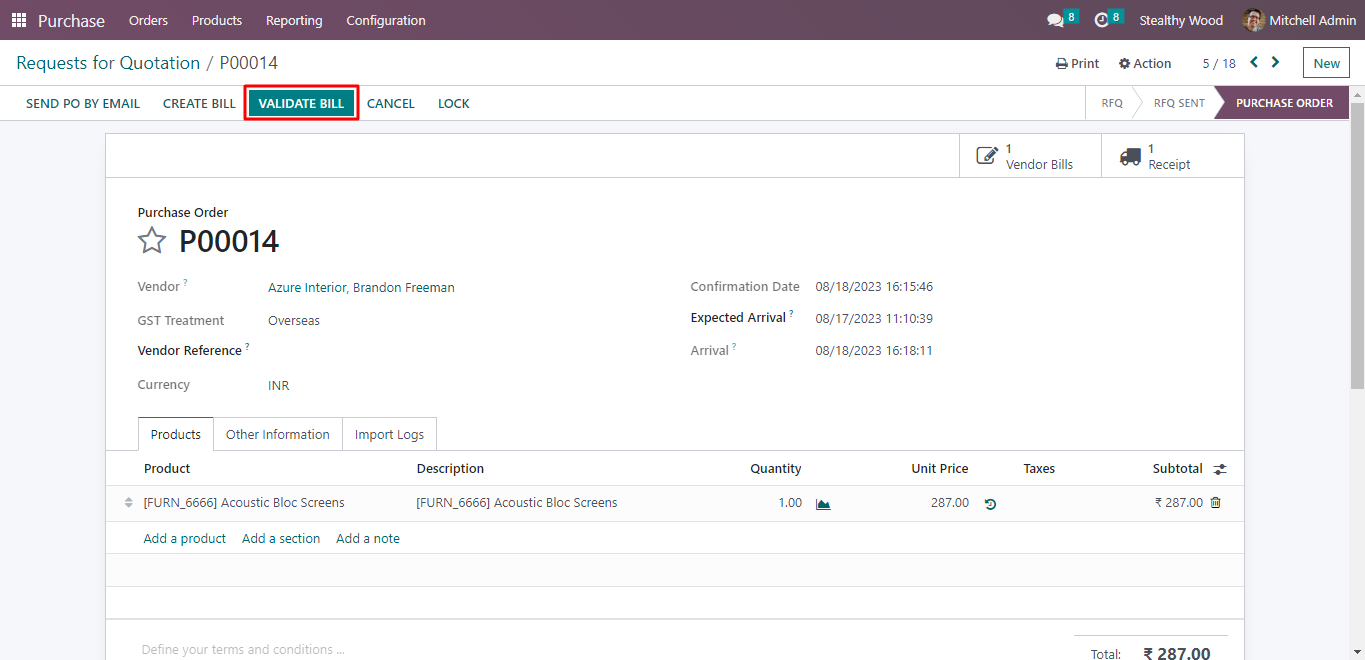 Purchase Orders Products Reporting Configuration 8 8 Stealthy Wood Mitchell Admin
Requests for Quotation / P00014 Print Action 5 / 18 New
SEND PO BY EMAIL CREATE BILL VALIDATE BILL CANCEL LOCK RFQ RFQ SENT PURCHASE ORDER
1 Vendor Bills
1 Receipt
Purchase Order
P00014
Vendor ? Azure Interior, Brandon Freeman Confirmation Date 08/18/2023 16:15:46
GST Treatment Overseas Expected Arrival ? 08/17/2023 11:10:39
Vendor Reference ? Arrival ? 08/18/2023 16:18:11
Currency INR
Products Other Information Import Logs
Product Description Quantity Unit Price Taxes Subtotal
[FURN_6666] Acoustic Bloc Screens [FURN_6666] Acoustic Bloc Screens 1.00 287.00 ₹ 287.00
Add a product Add a section Add a note
Define your terms and conditions ... Total: ₹ 287.00